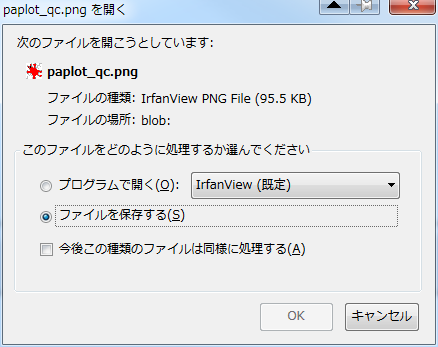 paplot_qc.png を開く
次のファイルを開こうとしています:
paplot_qc.png
ファイルの種類: IrfanView PNG File (95.5 KB)
ファイルの場所: blob:
このファイルをどのように処理するか選んでください
プログラムで開く(O): IrfanView (既定)
ファイルを保存する(S)
今後この種類のファイルは同様に処理する(A)
OK キャンセル